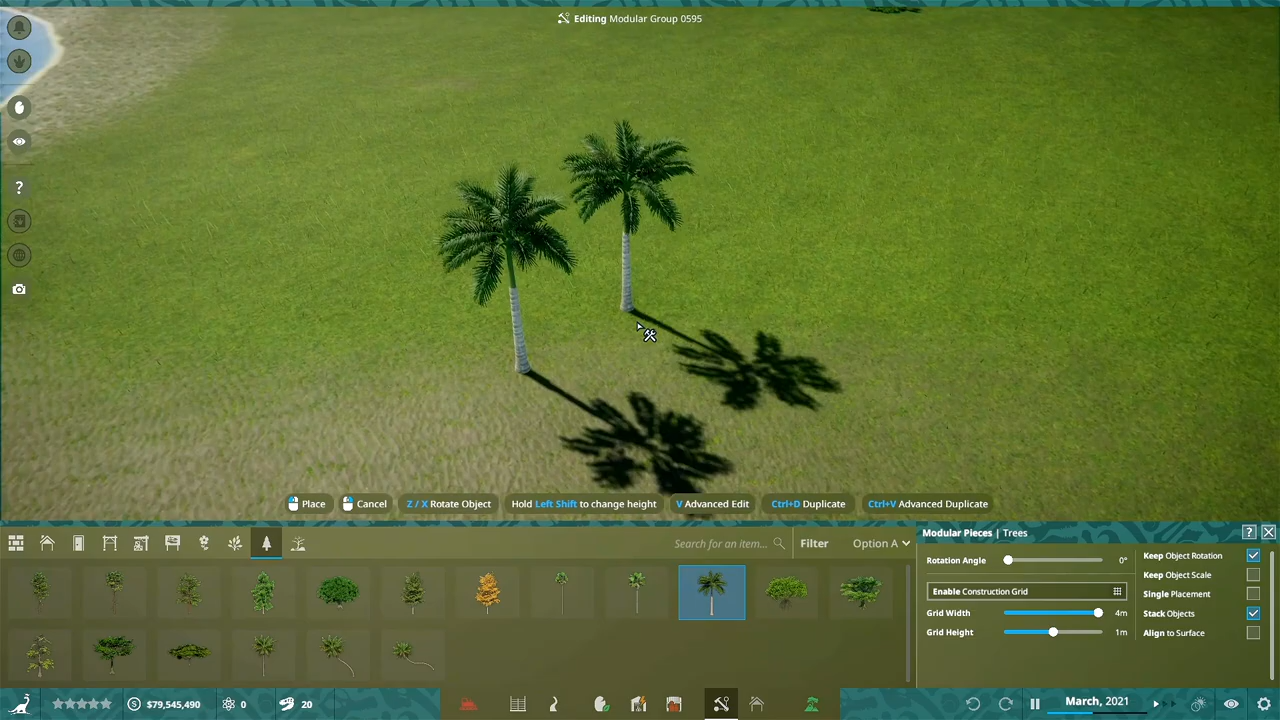 Editing Modular Group 0595
?
Place
Cancel
Z / X Rotate Object
Hold Left Shift to change height
V Advanced Edit
Ctrl+D Duplicate
Ctrl+V Advanced Duplicate
Search for an item...
Filter
Option A
Modular Pieces | Trees
?
Rotation Angle
0°
Enable Construction Grid
Grid Width
4m
Grid Height
1m
Keep Object Rotation
Keep Object Scale
Single Placement
Stack Objects
Align to Surface
$79,545,490
0
20
March, 2021